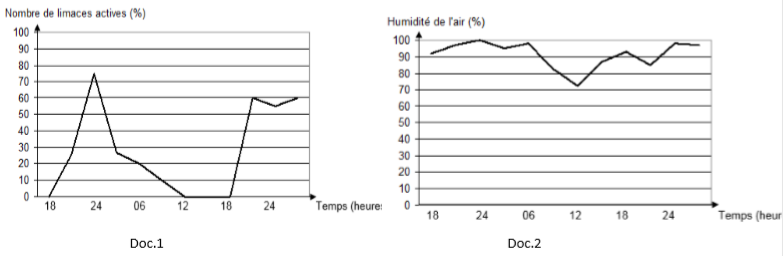 Nombre de limaces actives (%)
100
90
80
70
60
50
40
30
20
10
0
18 24 06 12 18 24
Temps (heures
Doc.1
Humidité de l'air (%)
100
90
80
70
60
50
40
30
20
10
0
18 24 06 12 18 24
Temps (heur
Doc.2